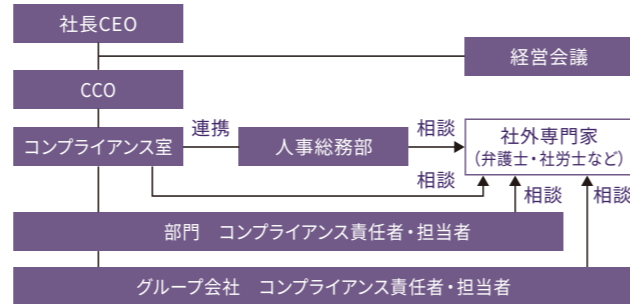 社長CEO
経営会議
CCO
コンプライアンス室
連携
人事総務部
相談
社外専門家
(弁護士・社労士など)
相談
相談
相談
部門 コンプライアンス責任者・担当者
グループ会社 コンプライアンス責任者・担当者